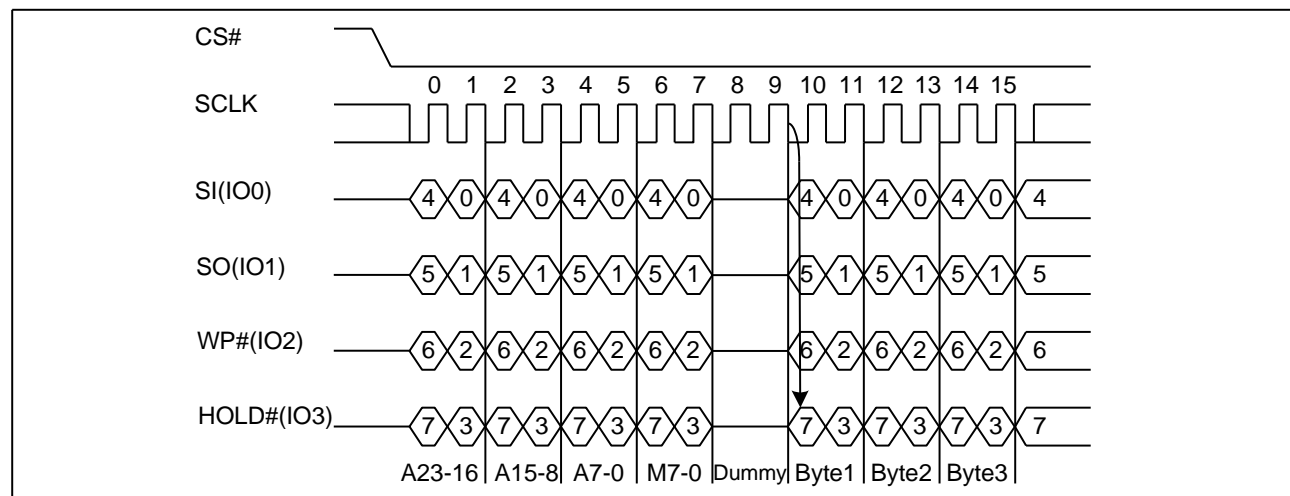 CS#
0 1 2 3 4 5 6 7 8 9 10 11 12 13 14 15
SCLK
SI(IO0) 4 0 4 0 4 0 4 0 4 0 4 0 4 0 4
SO(IO1) 5 1 5 1 5 1 5 1 5 1 5 1 5 1 5
WP#(IO2) 6 2 6 2 6 2 6 2 6 2 6 2 6 2 6
HOLD#(IO3) 7 3 7 3 7 3 7 3 7 3 7 3 7 3 7
A23-16 A15-8 A7-0 M7-0 Dummy Byte1 Byte2 Byte3